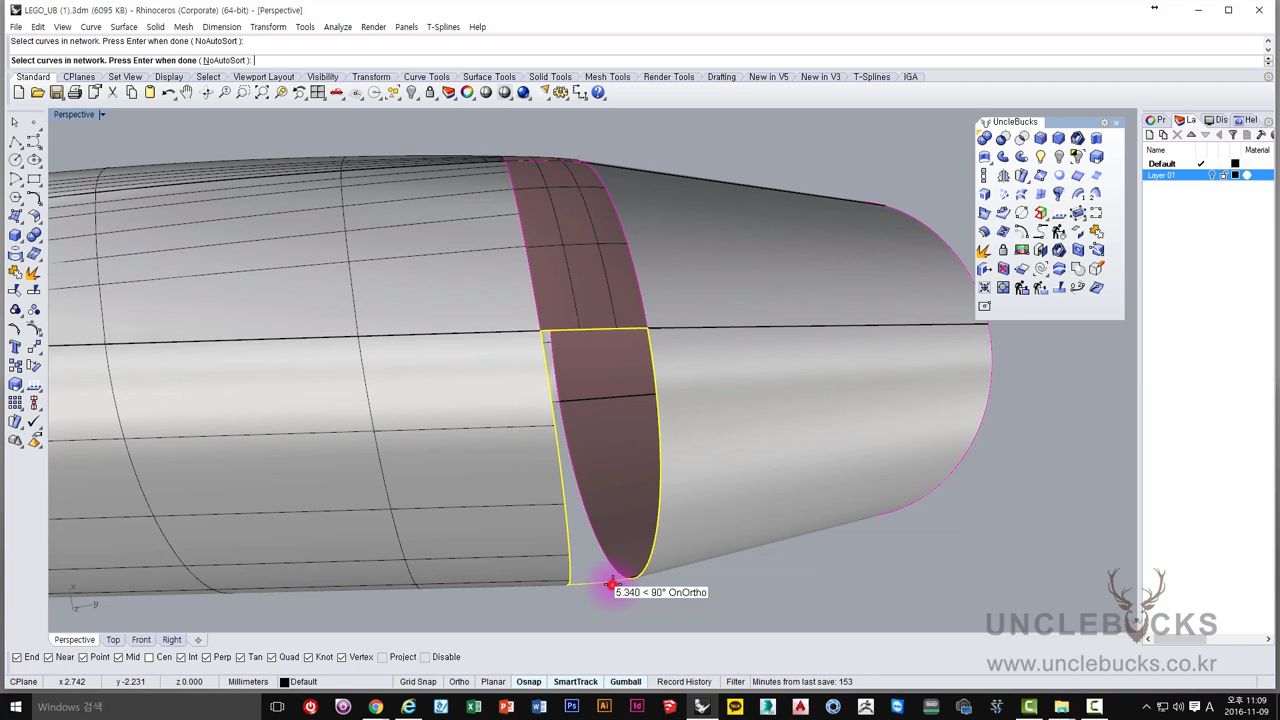 LEGO_UB (1).3dm (6095 KB) - Rhinoceros (Corporate) (64-bit) - [Perspective]
File Edit View Curve Surface Solid Mesh Dimension Transform Tools Analyze Render Panels T-Splines Help
Select curves in network. Press Enter when done ( NoAutoSort ):
Select curves in network. Press Enter when done ( NoAutoSort ):
Standard CPlanes Set View Display Select Viewport Layout Visibility Transform Curve Tools Surface Tools Solid Tools Mesh Tools Render Tools Drafting New in V5 New in V3 T-Splines IGA
Perspective
UncleBucks
Pr La Dis Hel
Name Material
Default
Layer 01
5.340 < 90° OnOrtho
x y z
UNCLEBUCKS
www.unclebucks.co.kr
Perspective Top Front Right
End Near Point Mid Cen Int Perp Tan Quad Knot Vertex Project Disable
CPlane x 2.742 y -2.231 z 0.000 Millimeters Default Grid Snap Ortho Planar Osnap SmartTrack Gumball Record History Filter Minutes from last save: 153
Windows 검색
오후 11:09
2016-11-09